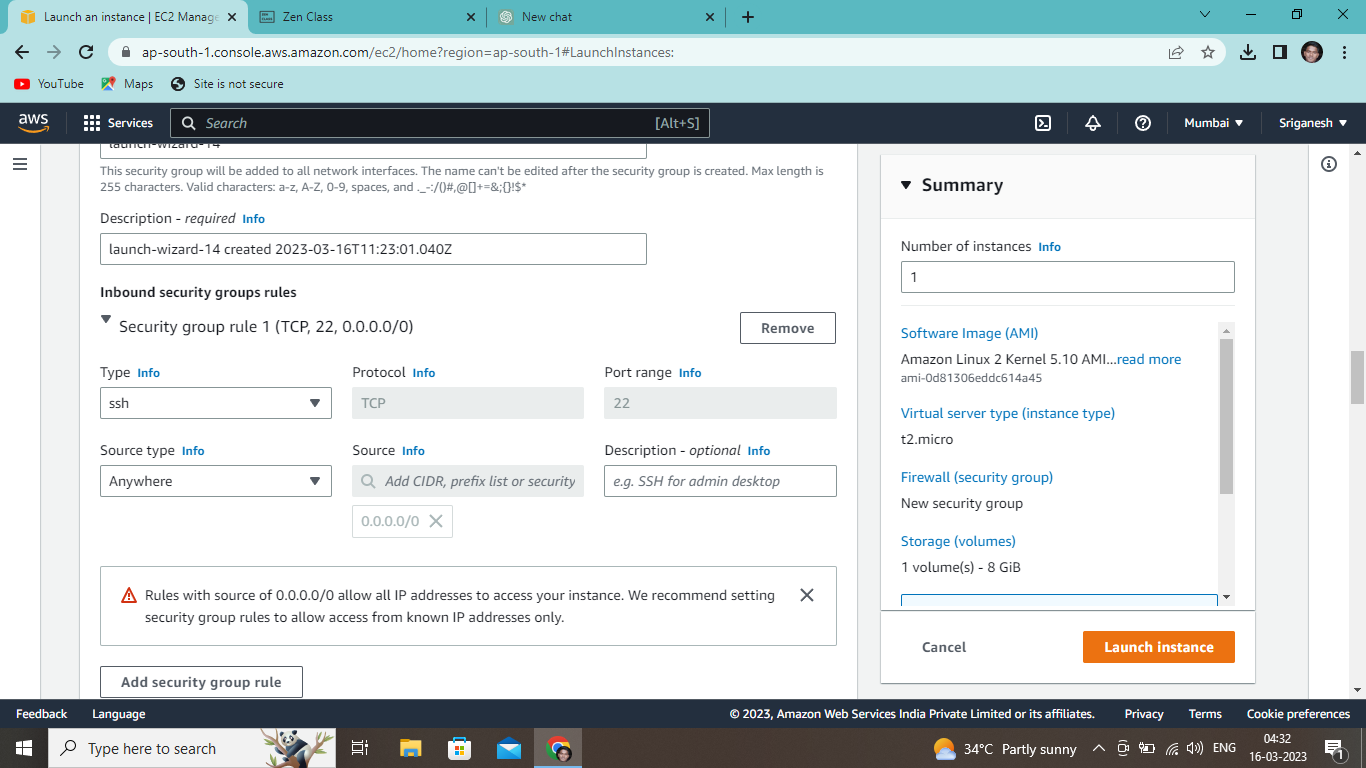 Launch an instance | EC2 Manage
Zen Class
New chat
ap-south-1.console.aws.amazon.com/ec2/home?region=ap-south-1#LaunchInstances:
YouTube
Maps
Site is not secure
aws
Services
Search
[Alt+S]
Mumbai
Sriganesh
launch-wizard-14
This security group will be added to all network interfaces. The name can't be edited after the security group is created. Max length is
255 characters. Valid characters: a-z, A-Z, 0-9, spaces, and ._-:/()#,@[]+=&;{}!$*
Description - required Info
launch-wizard-14 created 2023-03-16T11:23:01.040Z
Inbound security groups rules
Security group rule 1 (TCP, 22, 0.0.0.0/0)
Remove
Type Info
Protocol Info
Port range Info
ssh
TCP
22
Source type Info
Source Info
Description - optional Info
Anywhere
Add CIDR, prefix list or security
e.g. SSH for admin desktop
0.0.0.0/0
Rules with source of 0.0.0.0/0 allow all IP addresses to access your instance. We recommend setting
security group rules to allow access from known IP addresses only.
Add security group rule
Summary
Number of instances Info
1
Software Image (AMI)
Amazon Linux 2 Kernel 5.10 AMI...read more
ami-0d81306eddc614a45
Virtual server type (instance type)
t2.micro
Firewall (security group)
New security group
Storage (volumes)
1 volume(s) - 8 GiB
Cancel
Launch instance
Feedback
Language
© 2023, Amazon Web Services India Private Limited or its affiliates.
Privacy
Terms
Cookie preferences
Type here to search
34°C Partly sunny
ENG
04:32
16-03-2023
1